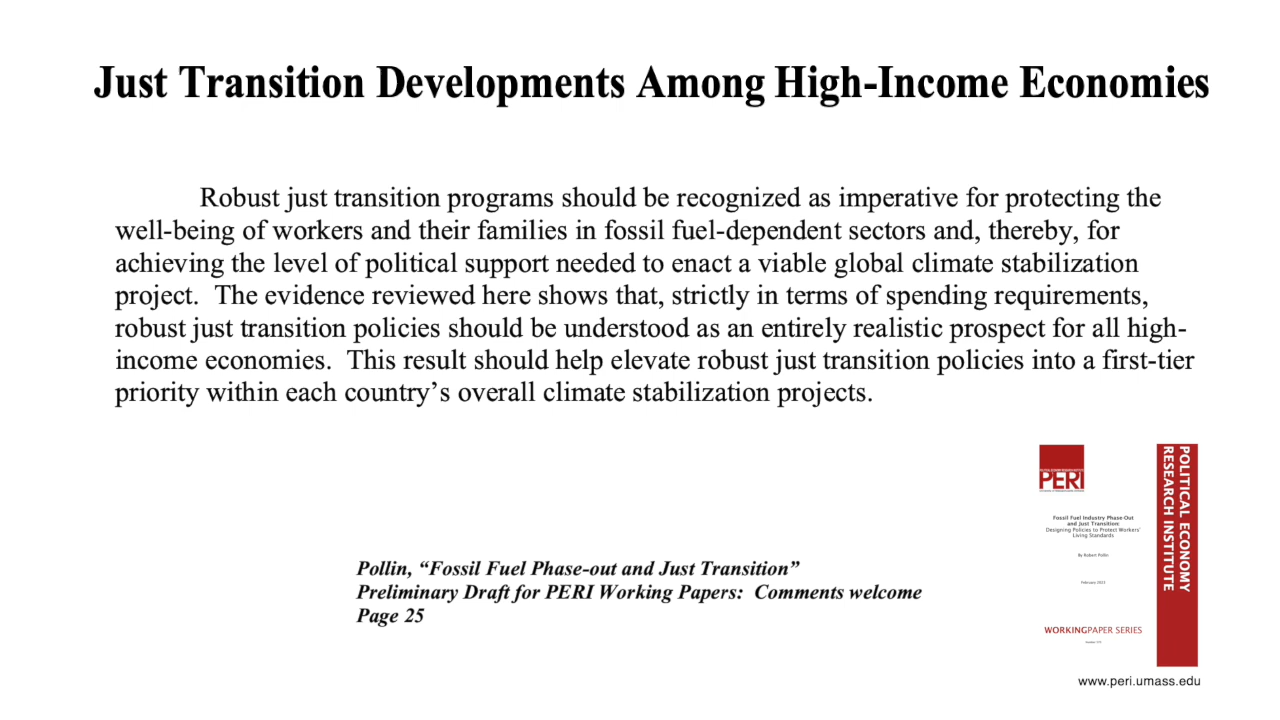 Just Transition Developments Among High-Income Economies
Robust just transition programs should be recognized as imperative for protecting the
well-being of workers and their families in fossil fuel-dependent sectors and, thereby, for
achieving the level of political support needed to enact a viable global climate stabilization
project.  The evidence reviewed here shows that, strictly in terms of spending requirements,
robust just transition policies should be understood as an entirely realistic prospect for all high-
income economies.  This result should help elevate robust just transition policies into a first-tier
priority within each country’s overall climate stabilization projects.
Pollin, “Fossil Fuel Phase-out and Just Transition”
Preliminary Draft for PERI Working Papers:  Comments welcome
Page 25
PERI
Fossil Fuel Industry Phase-Out
and Just Transition:
Designing Policies to Protect Workers’
Living Standards
By Robert Pollin
February 2023
WORKINGPAPER SERIES
POLITICAL ECONOMY
RESEARCH INSTITUTE
www.peri.umass.edu